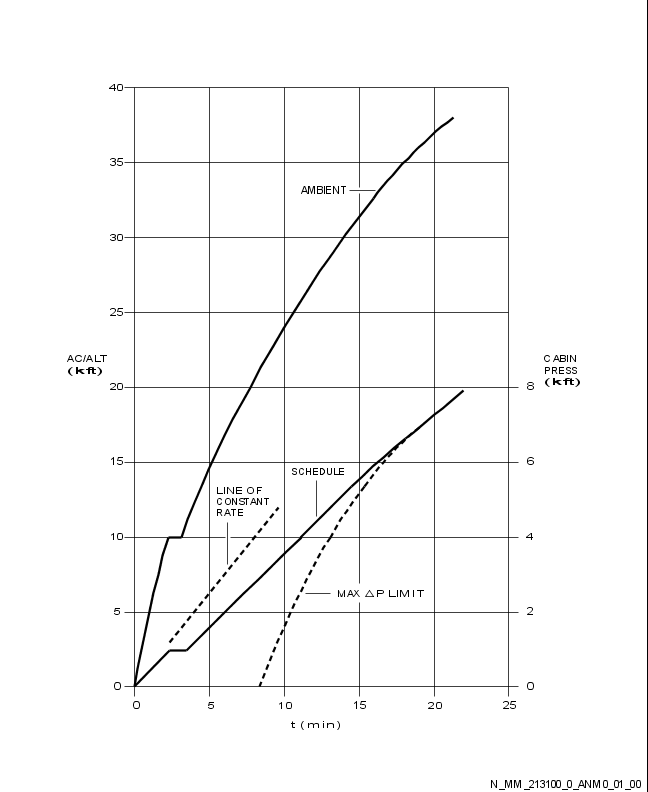 40
35
AMBIENT
30
25
AC/ALT
(kft)
CABIN
PRESS
(kft)
20
8
15
6
SCHEDULE
LINE OF
CONSTANT
RATE
10
4
MAX △P LIMIT
5
2
0
0
0 5 10 15 20 25
t (min)
N_MM_213100_0_ANM0_01_00